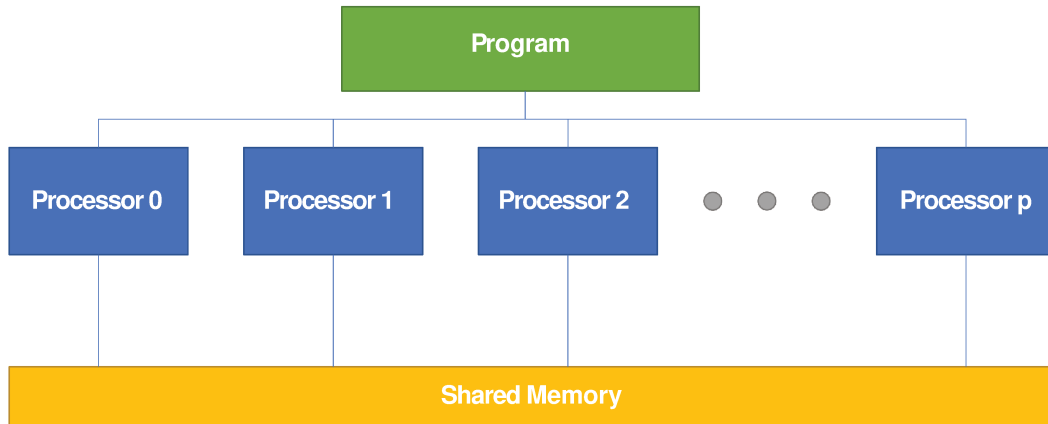 Program
Processor 0
Processor 1
Processor 2
Processor p
Shared Memory